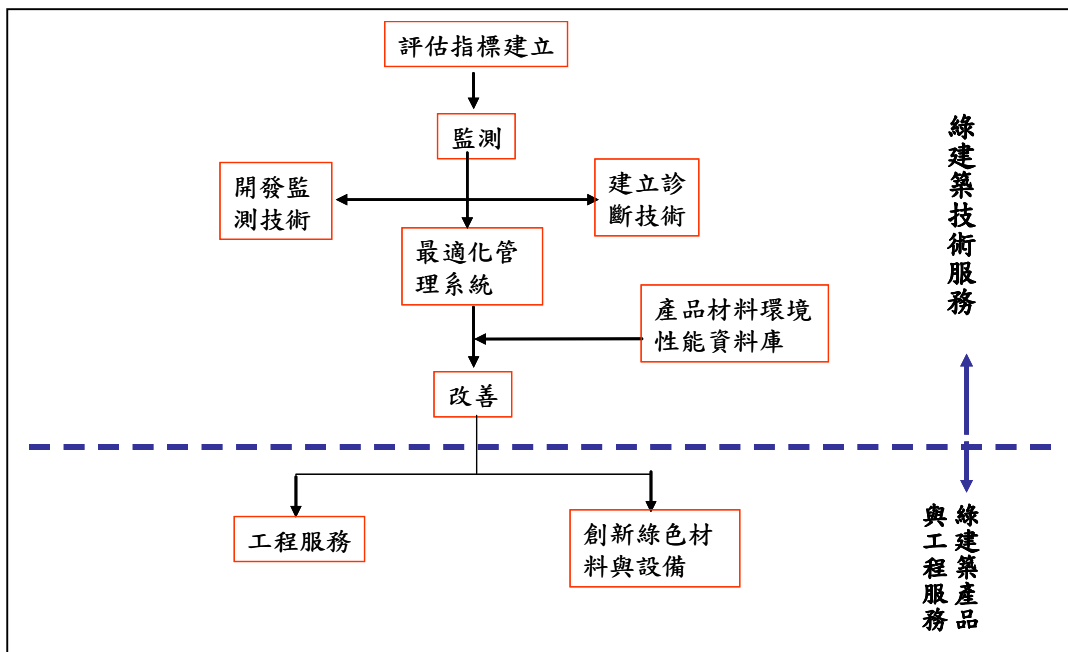 評估指標建立
監測
開發監
測技術
建立診
斷技術
最適化管
理系統
產品材料環境
性能資料庫
改善
工程服務
創新綠色材
料與設備
綠建築技術服務
綠建築產品
與工程服務